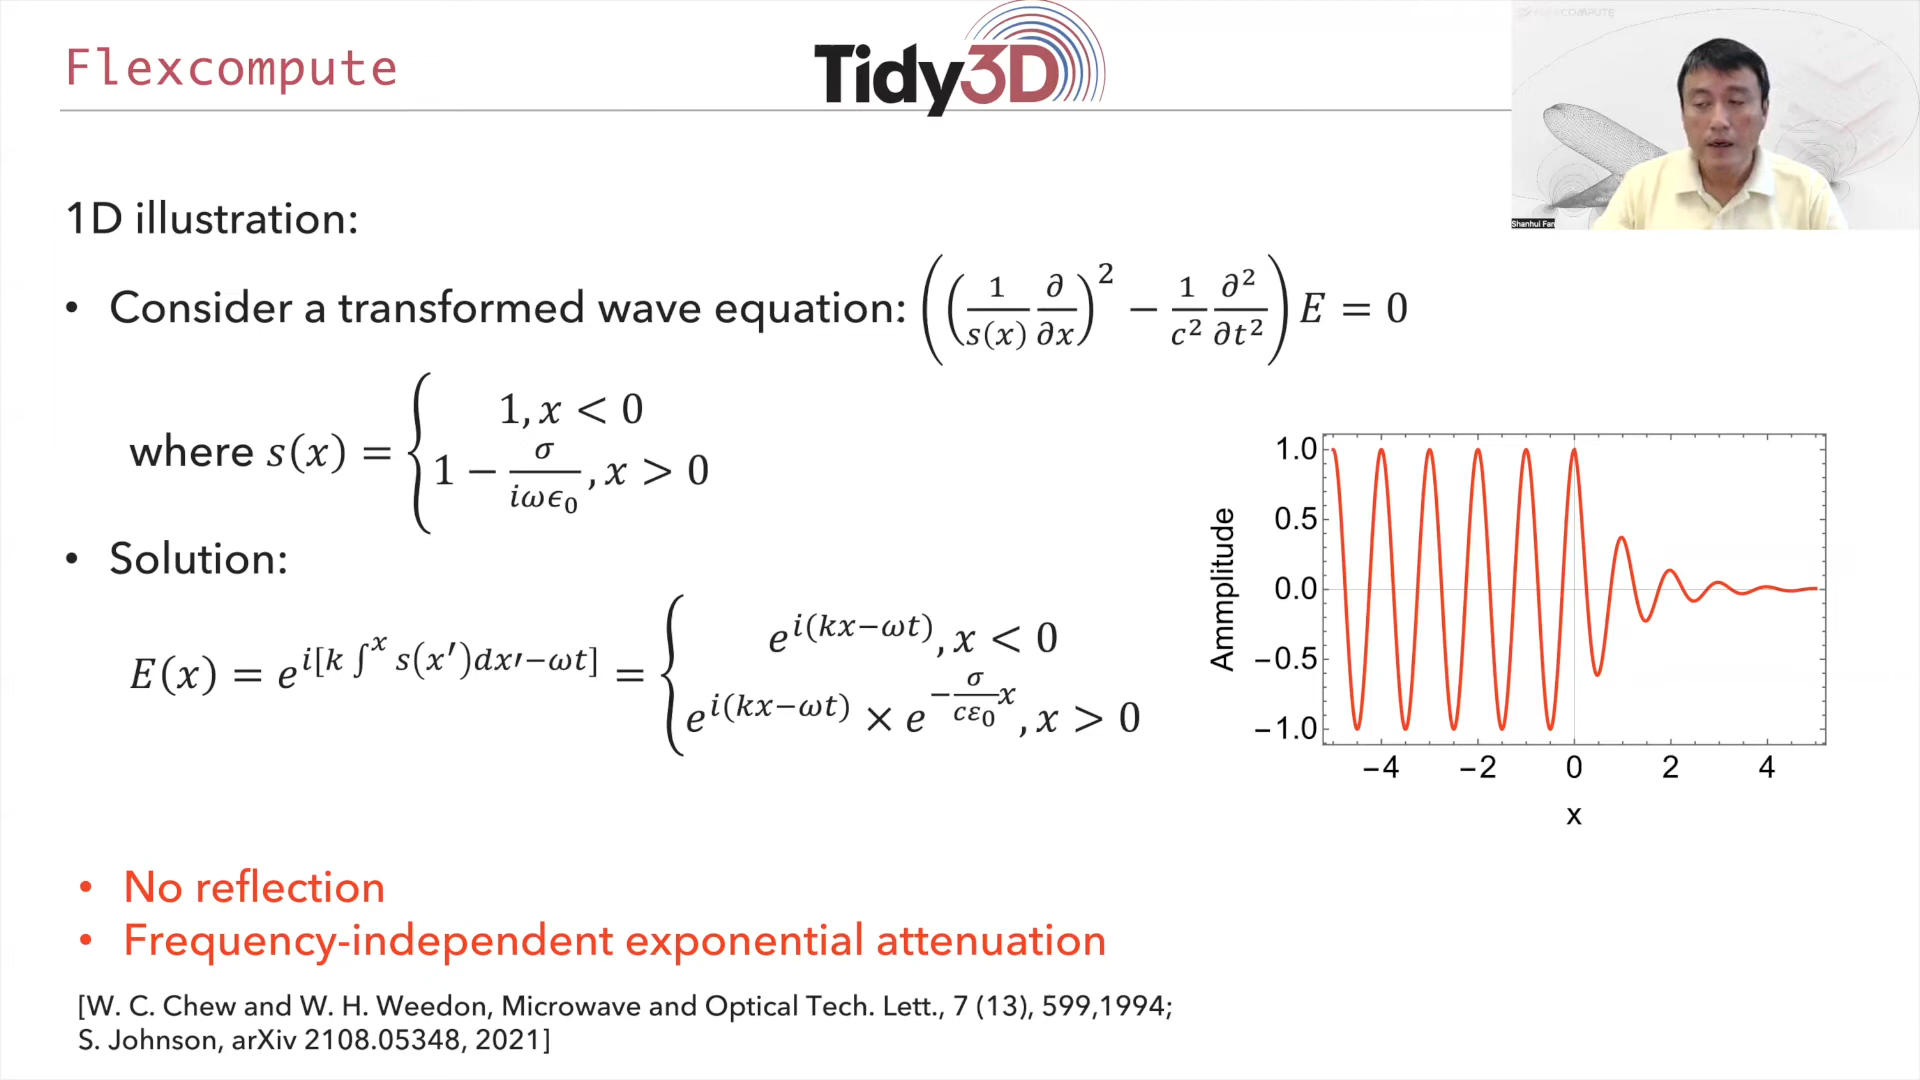 Flexcompute
Tidy3D
FLEXCOMPUTE
Shanhui Fan
1D illustration:
• Consider a transformed wave equation: ((1/s(x) ∂/∂x)² − 1/c² ∂²/∂t²) E = 0
where s(x) = { 1, x < 0
1 − σ/(iωϵ₀), x > 0
• Solution:
E(x) = e^{i[k ∫^x s(x′)dx′−ωt]} = { e^{i(kx−ωt)}, x < 0
e^{i(kx−ωt)} × e^{−σ/(cε₀) x}, x > 0
Ammplitude
1.0
0.5
0.0
−0.5
−1.0
−4 −2 0 2 4
x
• No reflection
• Frequency-independent exponential attenuation
[W. C. Chew and W. H. Weedon, Microwave and Optical Tech. Lett., 7 (13), 599,1994;
S. Johnson, arXiv 2108.05348, 2021]